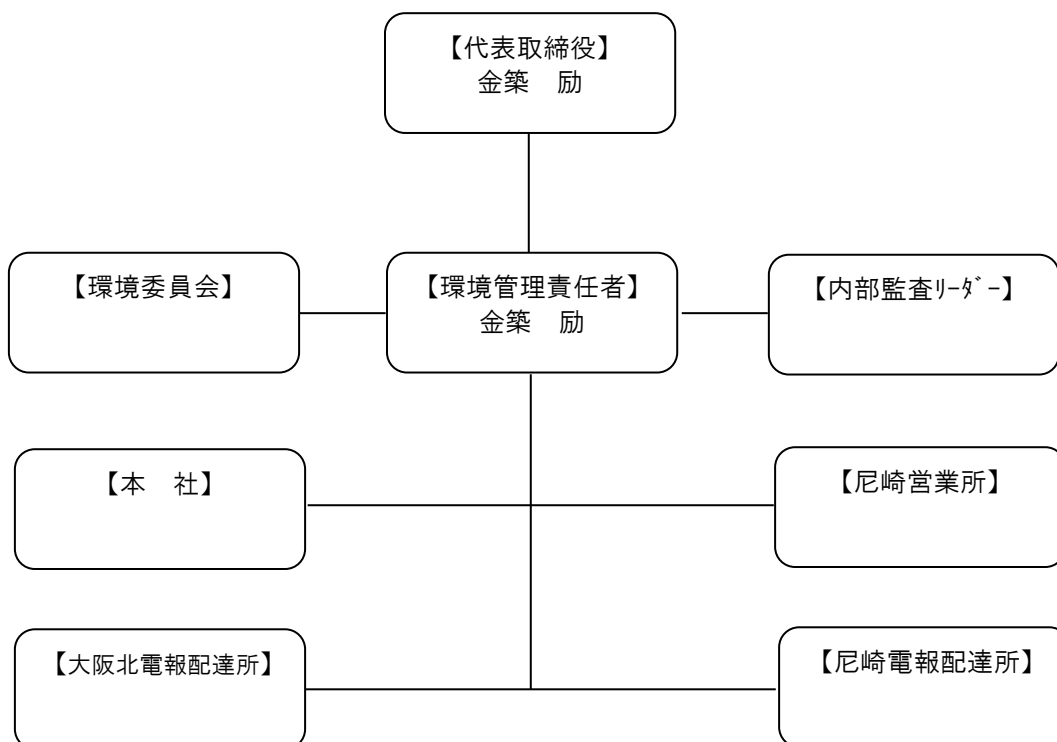 【代表取締役】
金築　励
【環境委員会】
【環境管理責任者】
金築　励
【内部監査ﾘｰﾀﾞｰ】
【本　社】
【尼崎営業所】
【大阪北電報配達所】
【尼崎電報配達所】